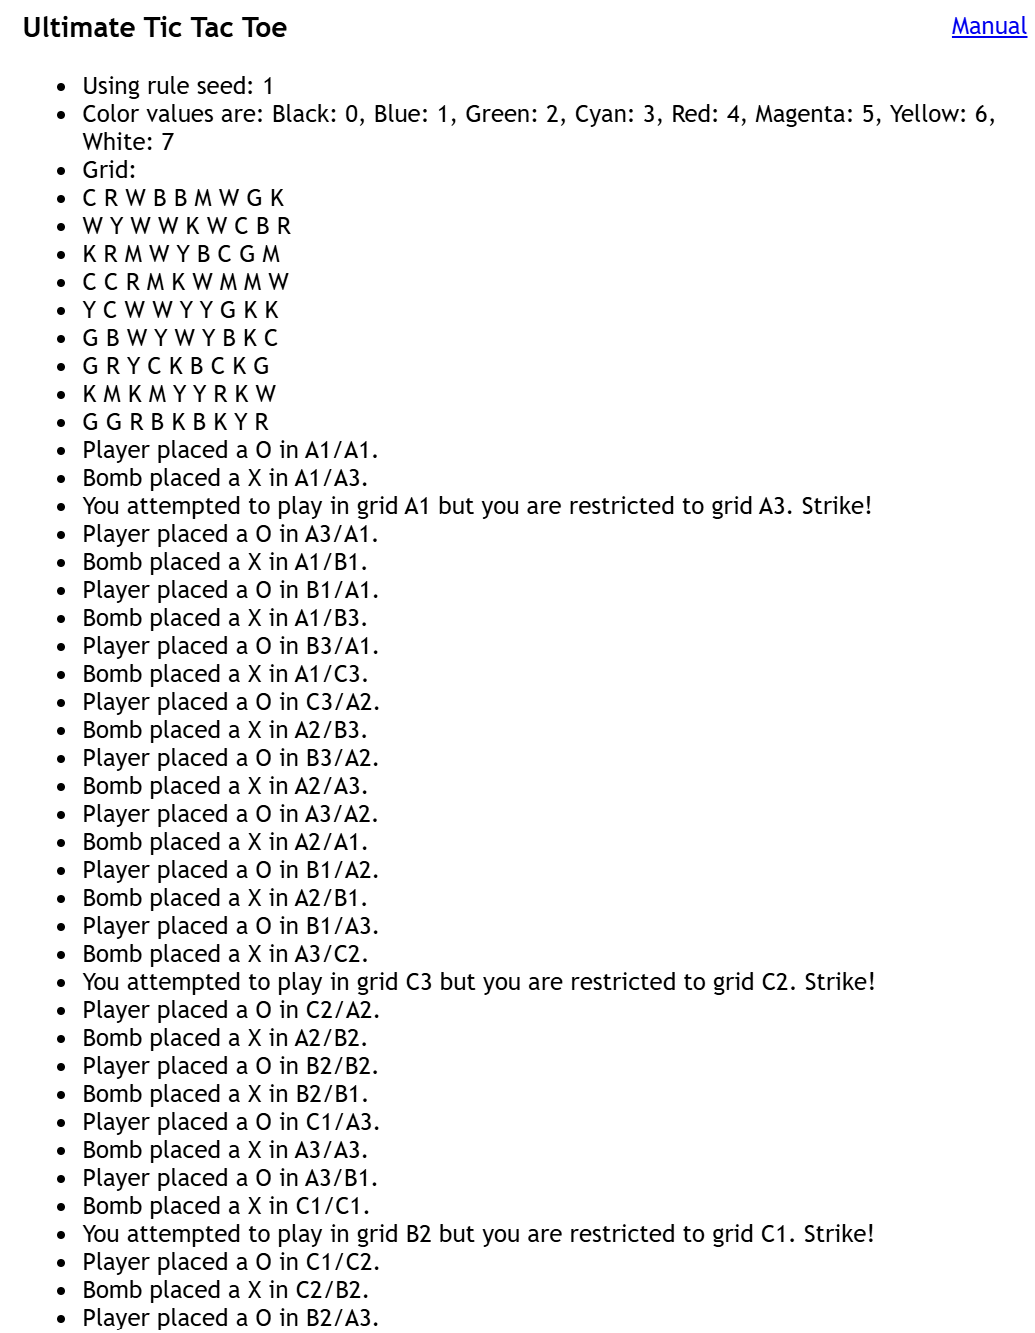 Ultimate Tic Tac Toe
Manual
• Using rule seed: 1
• Color values are: Black: 0, Blue: 1, Green: 2, Cyan: 3, Red: 4, Magenta: 5, Yellow: 6,
White: 7
• Grid:
• C R W B B M W G K
• W Y W W K W C B R
• K R M W Y B C G M
• C C R M K W M M W
• Y C W W Y Y G K K
• G B W Y W Y B K C
• G R Y C K B C K G
• K M K M Y Y R K W
• G G R B K B K Y R
• Player placed a O in A1/A1.
• Bomb placed a X in A1/A3.
• You attempted to play in grid A1 but you are restricted to grid A3. Strike!
• Player placed a O in A3/A1.
• Bomb placed a X in A1/B1.
• Player placed a O in B1/A1.
• Bomb placed a X in A1/B3.
• Player placed a O in B3/A1.
• Bomb placed a X in A1/C3.
• Player placed a O in C3/A2.
• Bomb placed a X in A2/B3.
• Player placed a O in B3/A2.
• Bomb placed a X in A2/A3.
• Player placed a O in A3/A2.
• Bomb placed a X in A2/A1.
• Player placed a O in B1/A2.
• Bomb placed a X in A2/B1.
• Player placed a O in B1/A3.
• Bomb placed a X in A3/C2.
• You attempted to play in grid C3 but you are restricted to grid C2. Strike!
• Player placed a O in C2/A2.
• Bomb placed a X in A2/B2.
• Player placed a O in B2/B2.
• Bomb placed a X in B2/B1.
• Player placed a O in C1/A3.
• Bomb placed a X in A3/A3.
• Player placed a O in A3/B1.
• Bomb placed a X in C1/C1.
• You attempted to play in grid B2 but you are restricted to grid C1. Strike!
• Player placed a O in C1/C2.
• Bomb placed a X in C2/B2.
• Player placed a O in B2/A3.